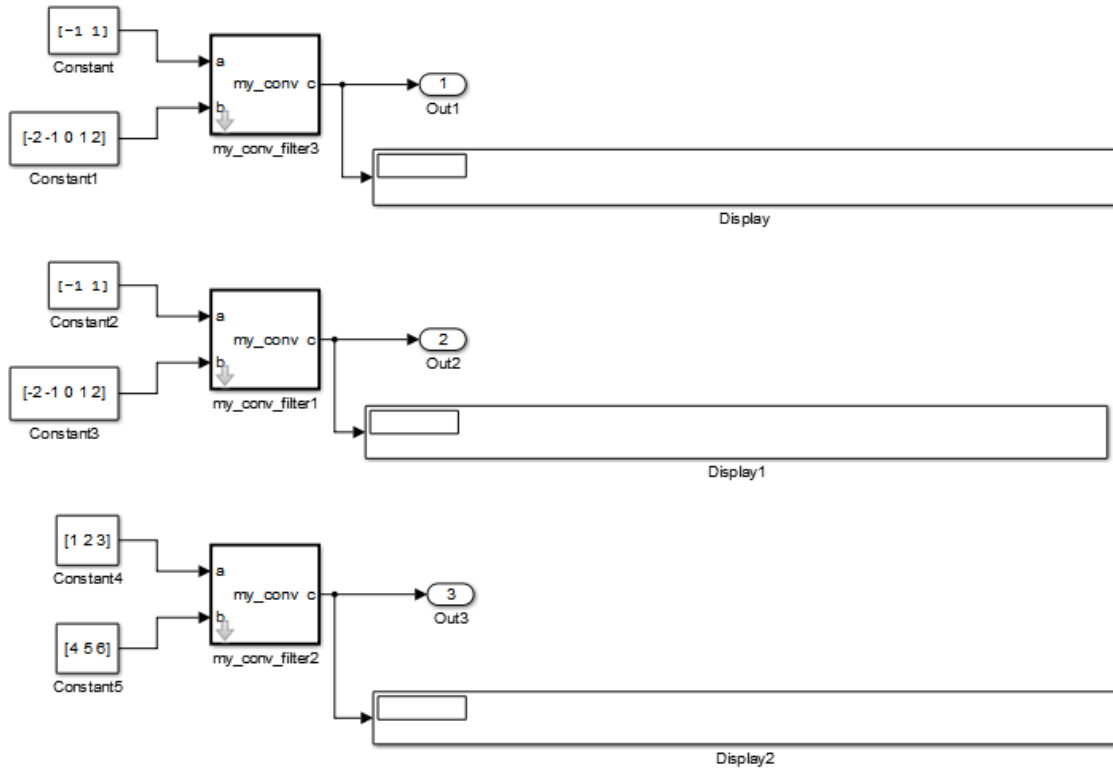 [-1 1]
Constant
[-2 -1 0 1 2]
Constant1
a
b
my_conv c
my_conv_filter3
1
Out1
Display
[-1 1]
Constant2
[-2 -1 0 1 2]
Constant3
a
b
my_conv c
my_conv_filter1
2
Out2
Display1
[1 2 3]
Constant4
[4 5 6]
Constant5
a
b
my_conv c
my_conv_filter2
3
Out3
Display2